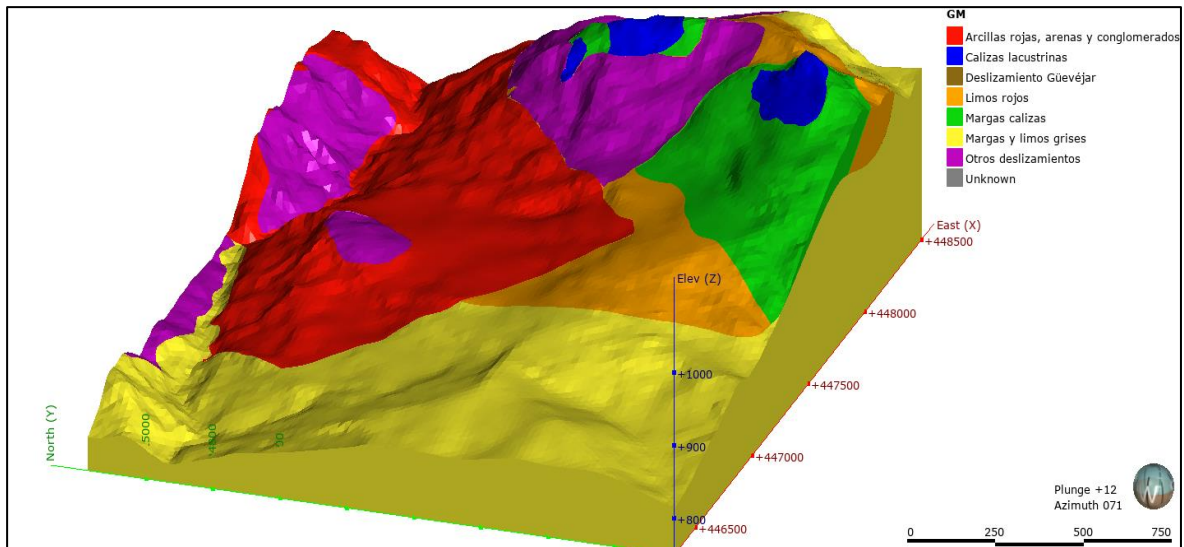 GM
Arcillas rojas, arenas y conglomerados
Calizas lacustrinas
Deslizamiento Güevéjar
Limos rojos
Margas calizas
Margas y limos grises
Otros deslizamientos
Unknown
East (X)
+448500
+448000
+447500
+447000
+446500
Elev (Z)
+1000
+900
+800
North (Y)
Plunge +12
Azimuth 071
0 250 500 750